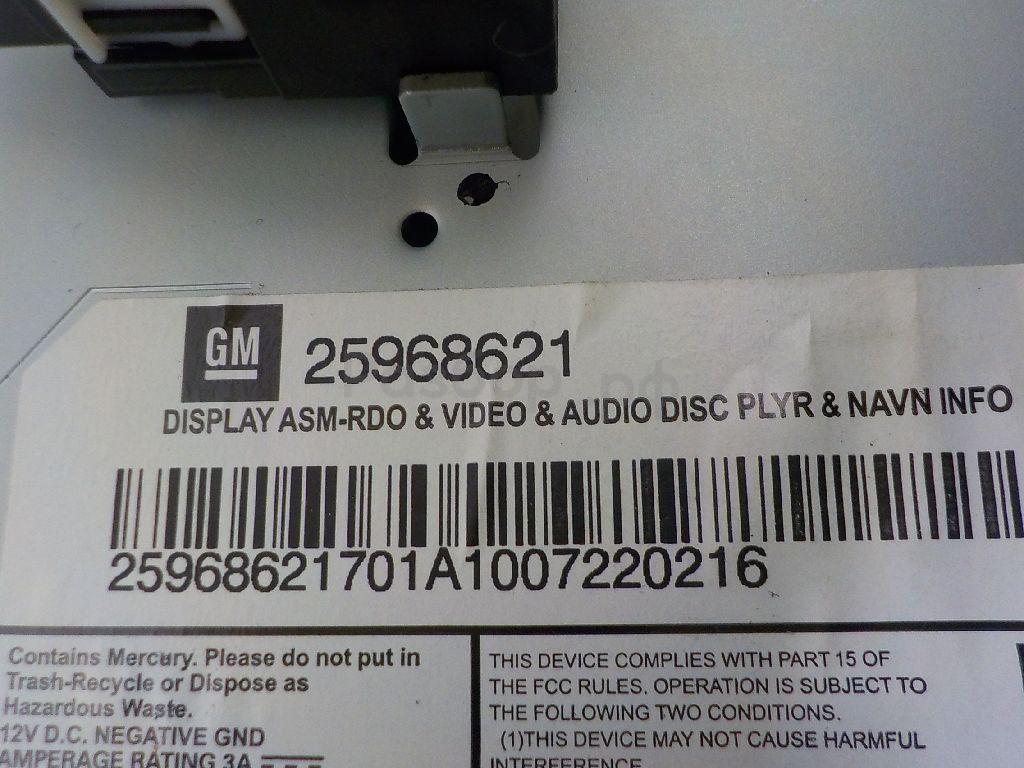 GM 25968621
DISPLAY ASM-RDO & VIDEO & AUDIO DISC PLYR & NAVN INFO
25968621701A1007220216
Contains Mercury. Please do not put in
Trash-Recycle or Dispose as
Hazardous Waste.
12V D.C. NEGATIVE GND
AMPERAGE RATING 3A
THIS DEVICE COMPLIES WITH PART 15 OF
THE FCC RULES. OPERATION IS SUBJECT TO
THE FOLLOWING TWO CONDITIONS.
(1)THIS DEVICE MAY NOT CAUSE HARMFUL
INTERFERENCE